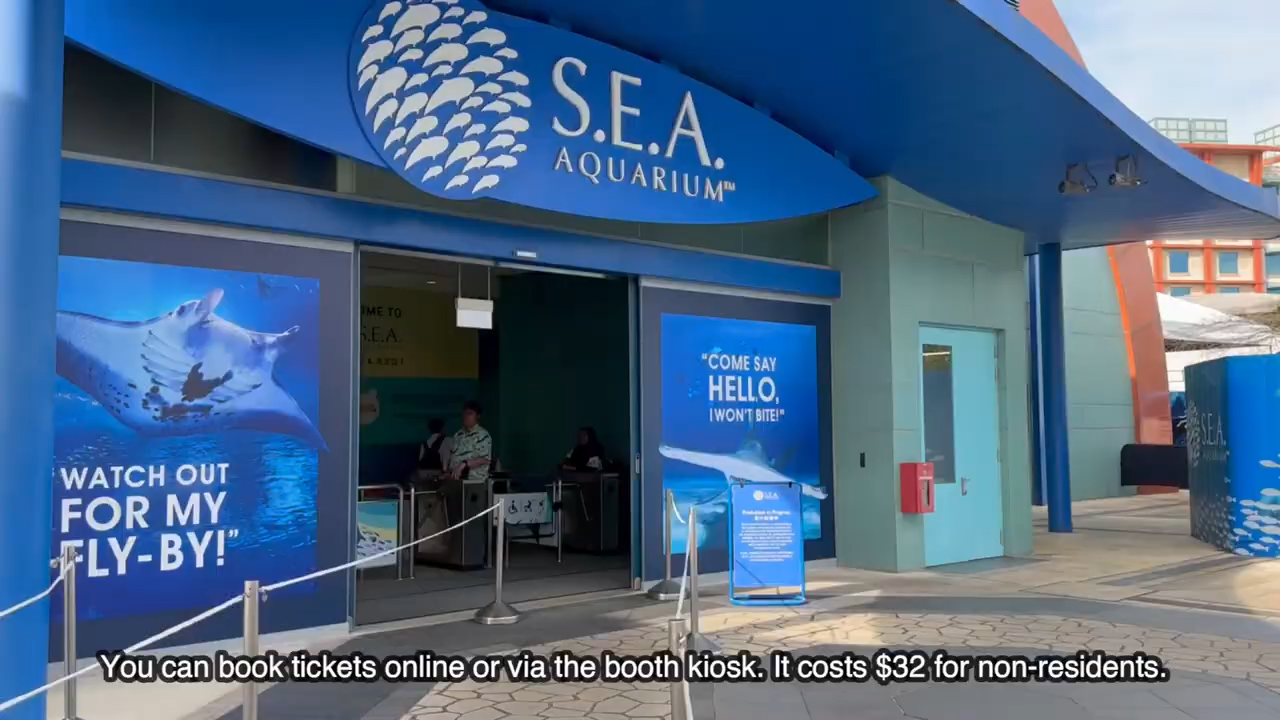 S.E.A.
AQUARIUM™
"COME SAY
HELLO,
I WON'T BITE!"
WATCH OUT
FOR MY
FLY-BY!"
S.E.A.
S.E.A.
You can book tickets online or via the booth kiosk. It costs $32 for non-residents.